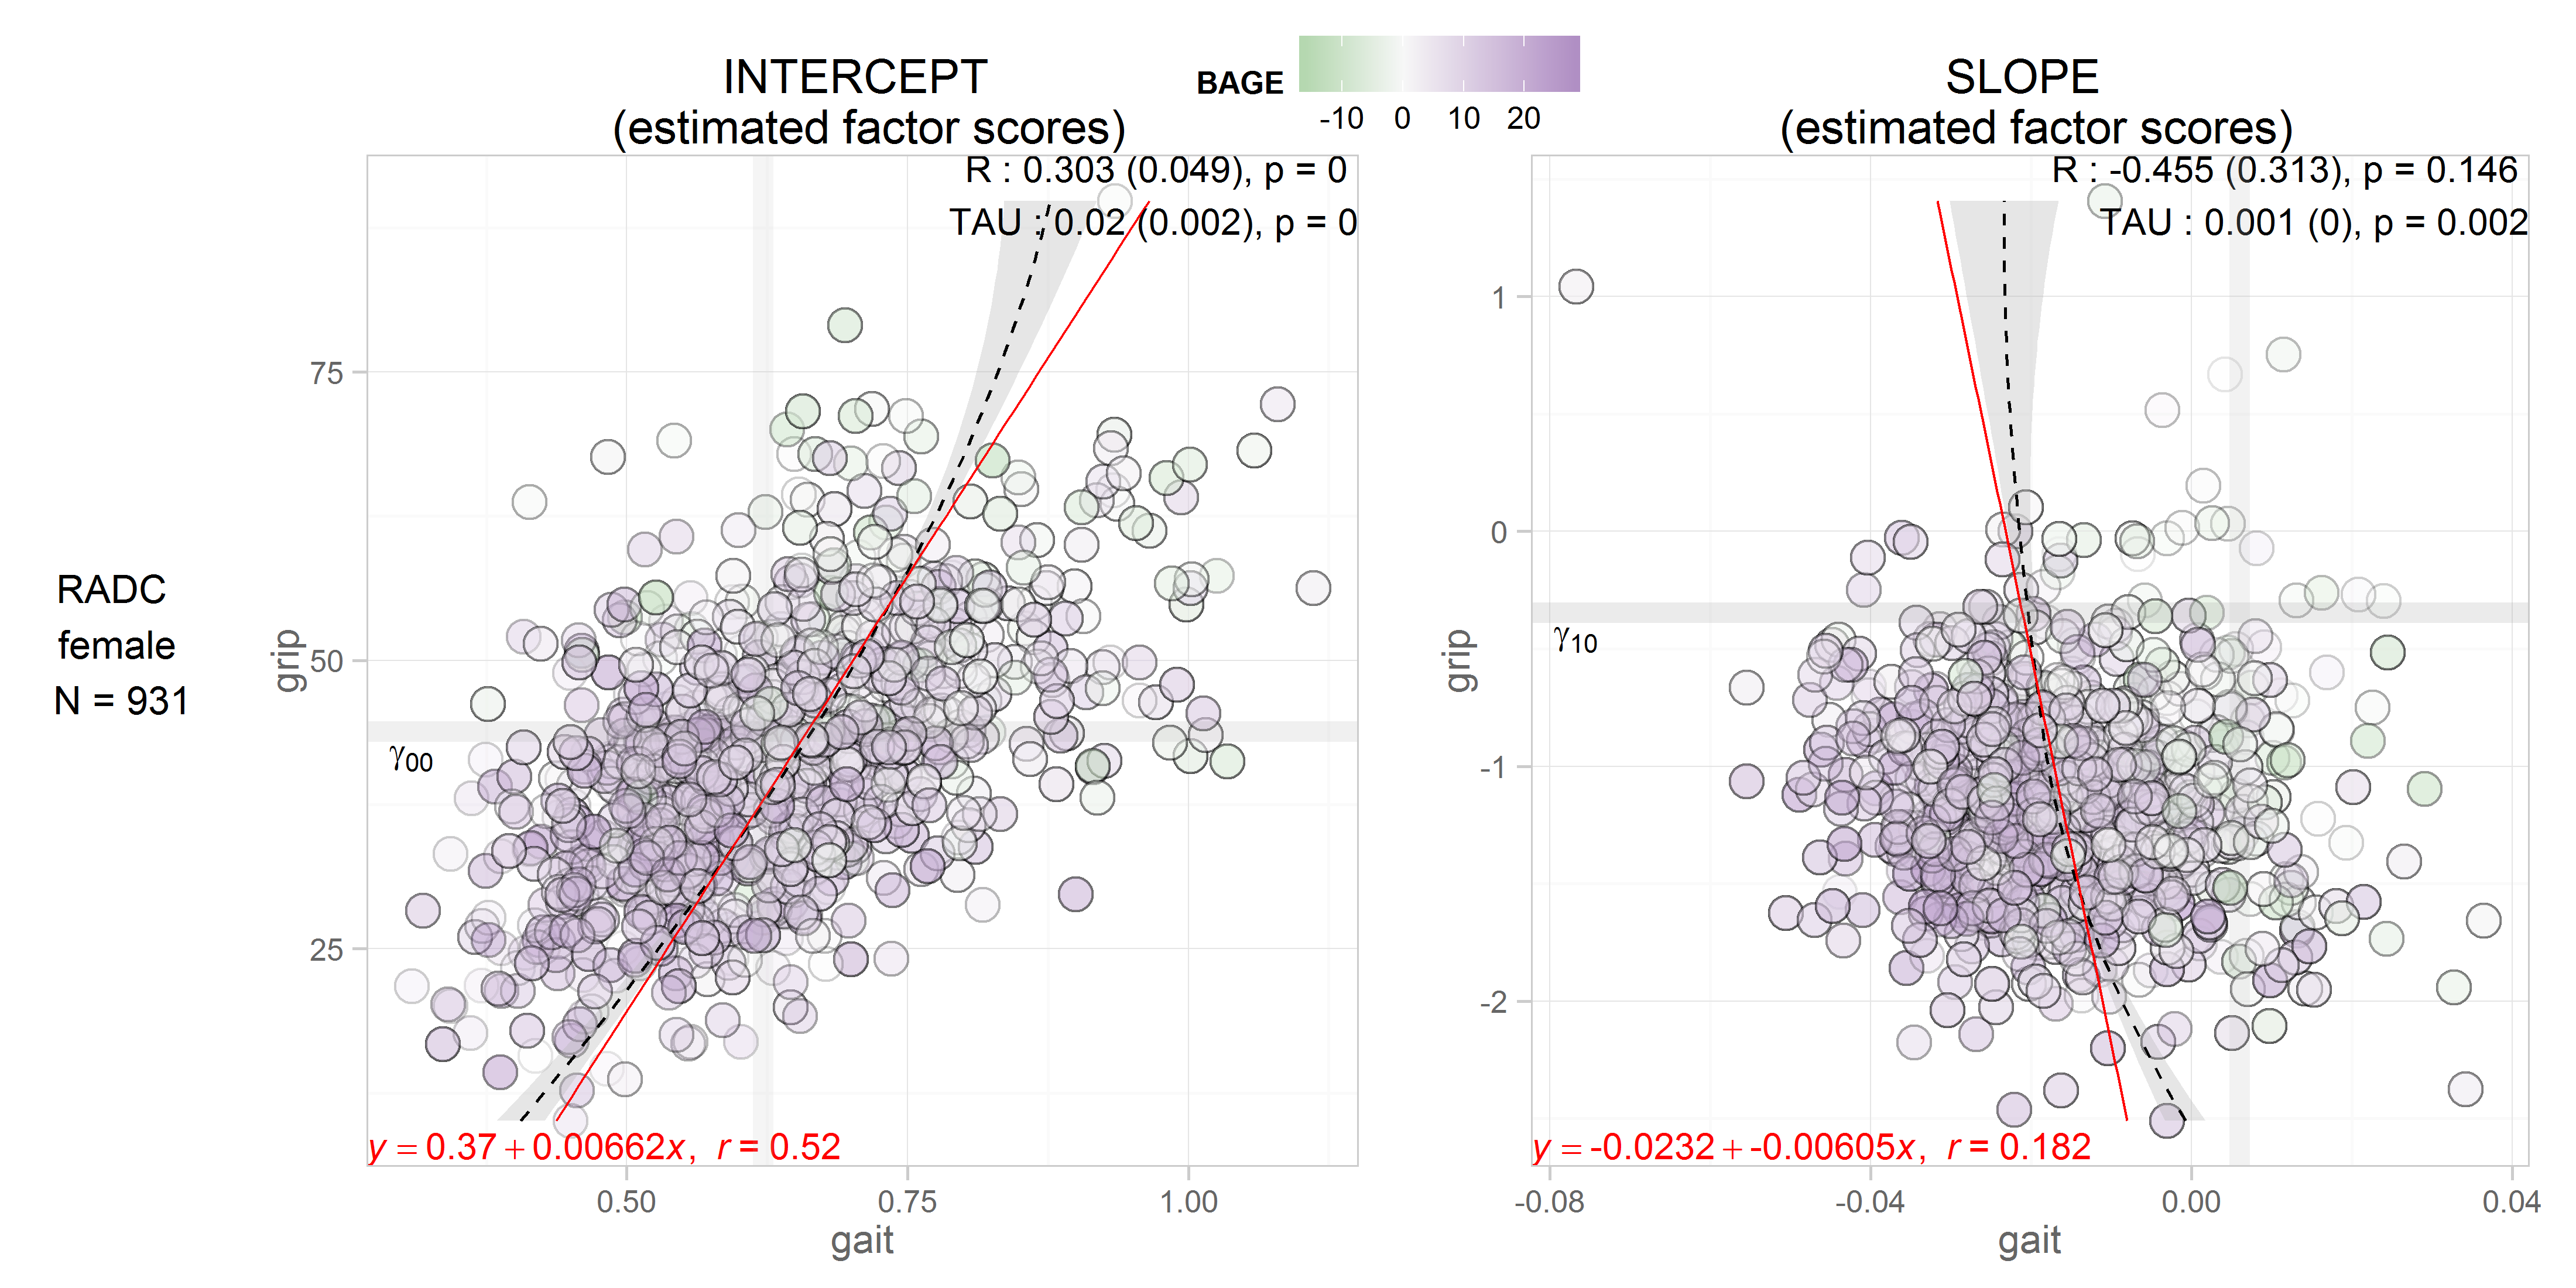 BAGE
-10 0 10 20
INTERCEPT
(estimated factor scores)
SLOPE
(estimated factor scores)
RADC
female
N = 931
R : 0.303 (0.049), p = 0
TAU : 0.02 (0.002), p = 0
75
50
25
grip
γ00
y = 0.37 + 0.00662x, r = 0.52
0.50 0.75 1.00
gait
R : -0.455 (0.313), p = 0.146
TAU : 0.001 (0), p = 0.002
1
0
-1
-2
grip
γ10
y = -0.0232 + -0.00605x, r = 0.182
-0.08 -0.04 0.00 0.04
gait